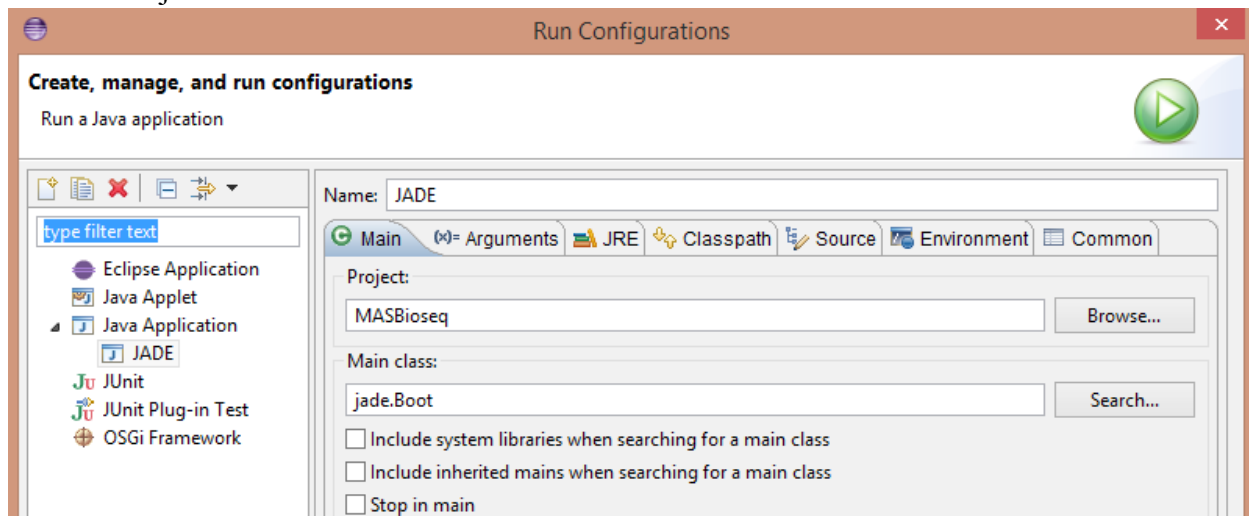 Run Configurations
Create, manage, and run configurations
Run a Java application
type filter text
Eclipse Application
Java Applet
Java Application
JADE
JUnit
JUnit Plug-in Test
OSGi Framework
Name: JADE
Main (x)= Arguments JRE Classpath Source Environment Common
Project:
MASBioseq Browse...
Main class:
jade.Boot Search...
Include system libraries when searching for a main class
Include inherited mains when searching for a main class
Stop in main